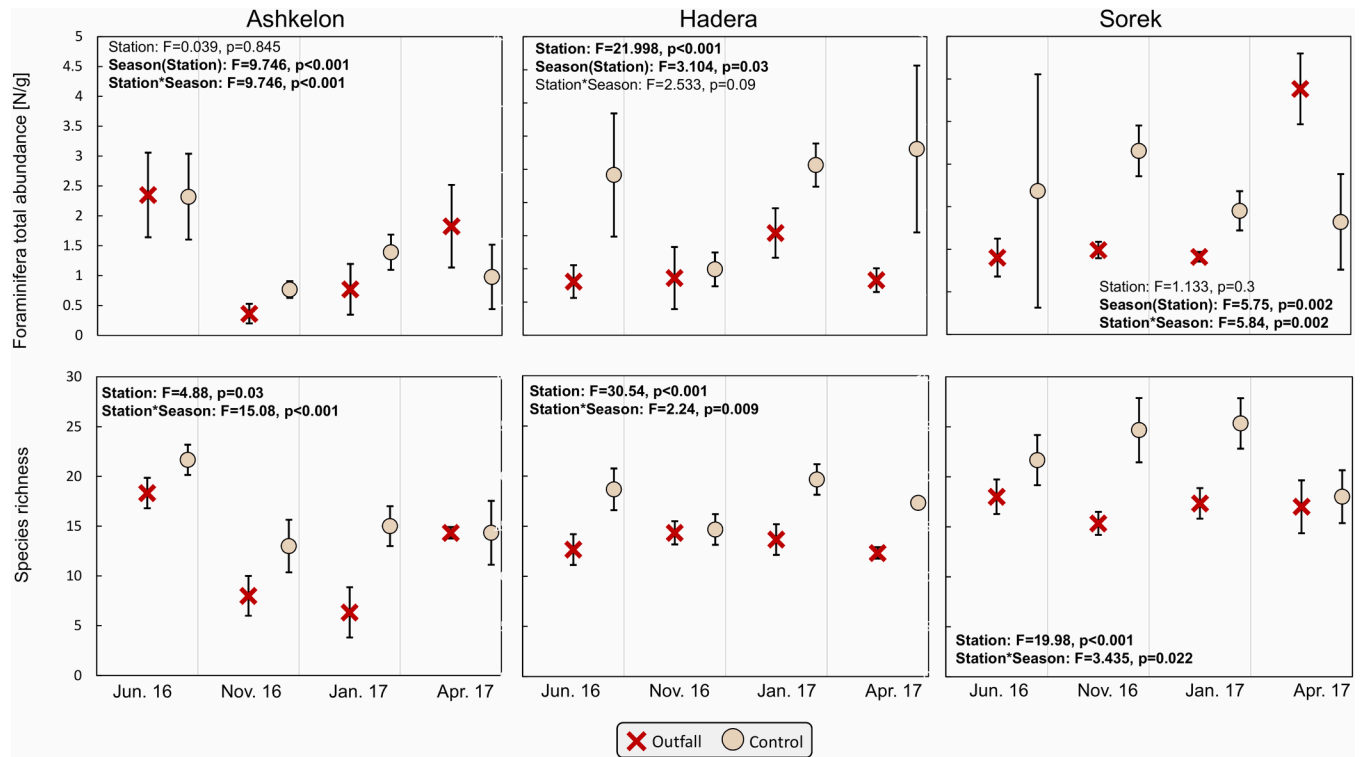 Ashkelon
Hadera
Sorek
Foraminifera total abundance [N/g]
5
4.5
4
3.5
3
2.5
2
1.5
1
0.5
0
Station: F=0.039, p=0.845
Season(Station): F=9.746, p<0.001
Station*Season: F=9.746, p<0.001
Station: F=21.998, p<0.001
Season(Station): F=3.104, p=0.03
Station*Season: F=2.533, p=0.09
Station: F=1.133, p=0.3
Season(Station): F=5.75, p=0.002
Station*Season: F=5.84, p=0.002
Species richness
30
25
20
15
10
5
0
Station: F=4.88, p=0.03
Station*Season: F=15.08, p<0.001
Station: F=30.54, p<0.001
Station*Season: F=2.24, p=0.009
Station: F=19.98, p<0.001
Station*Season: F=3.435, p=0.022
Jun. 16 Nov. 16 Jan. 17 Apr. 17
Jun. 16 Nov. 16 Jan. 17 Apr. 17
Jun. 16 Nov. 16 Jan. 17 Apr. 17
Outfall Control